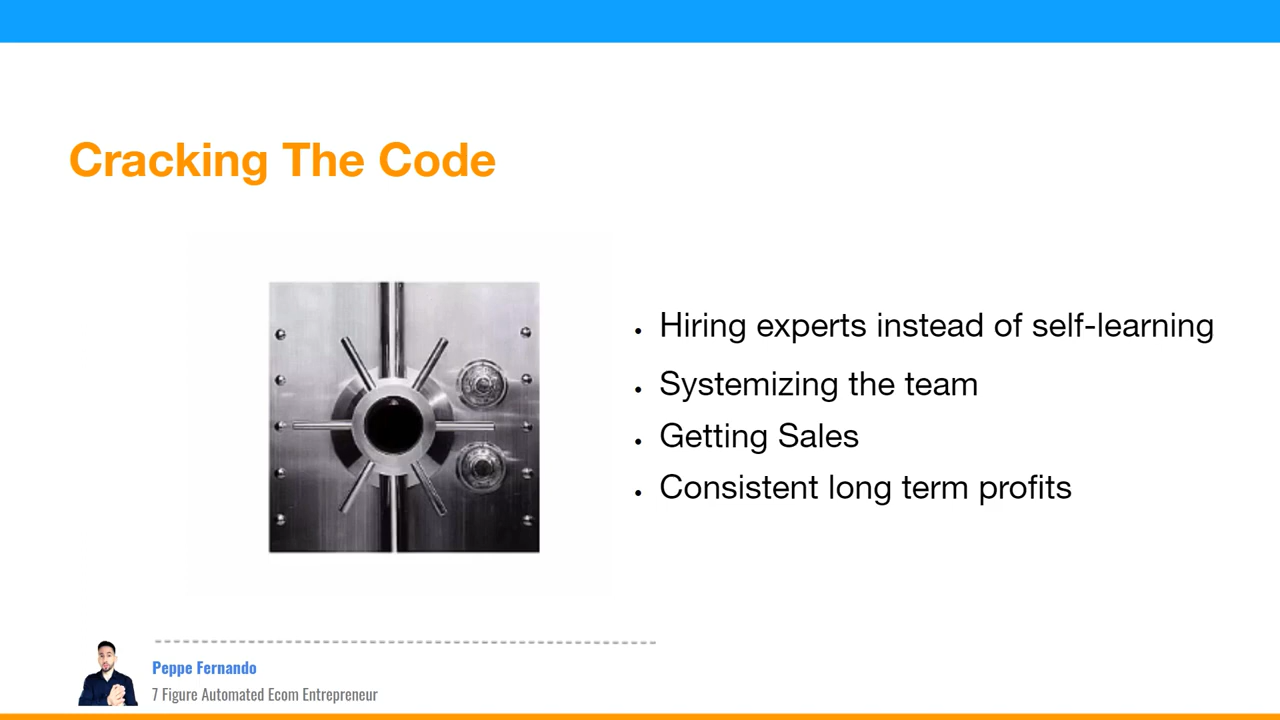 Cracking The Code
Hiring experts instead of self-learning
Systemizing the team
Getting Sales
Consistent long term profits
Peppe Fernando
7 Figure Automated Ecom Entrepreneur